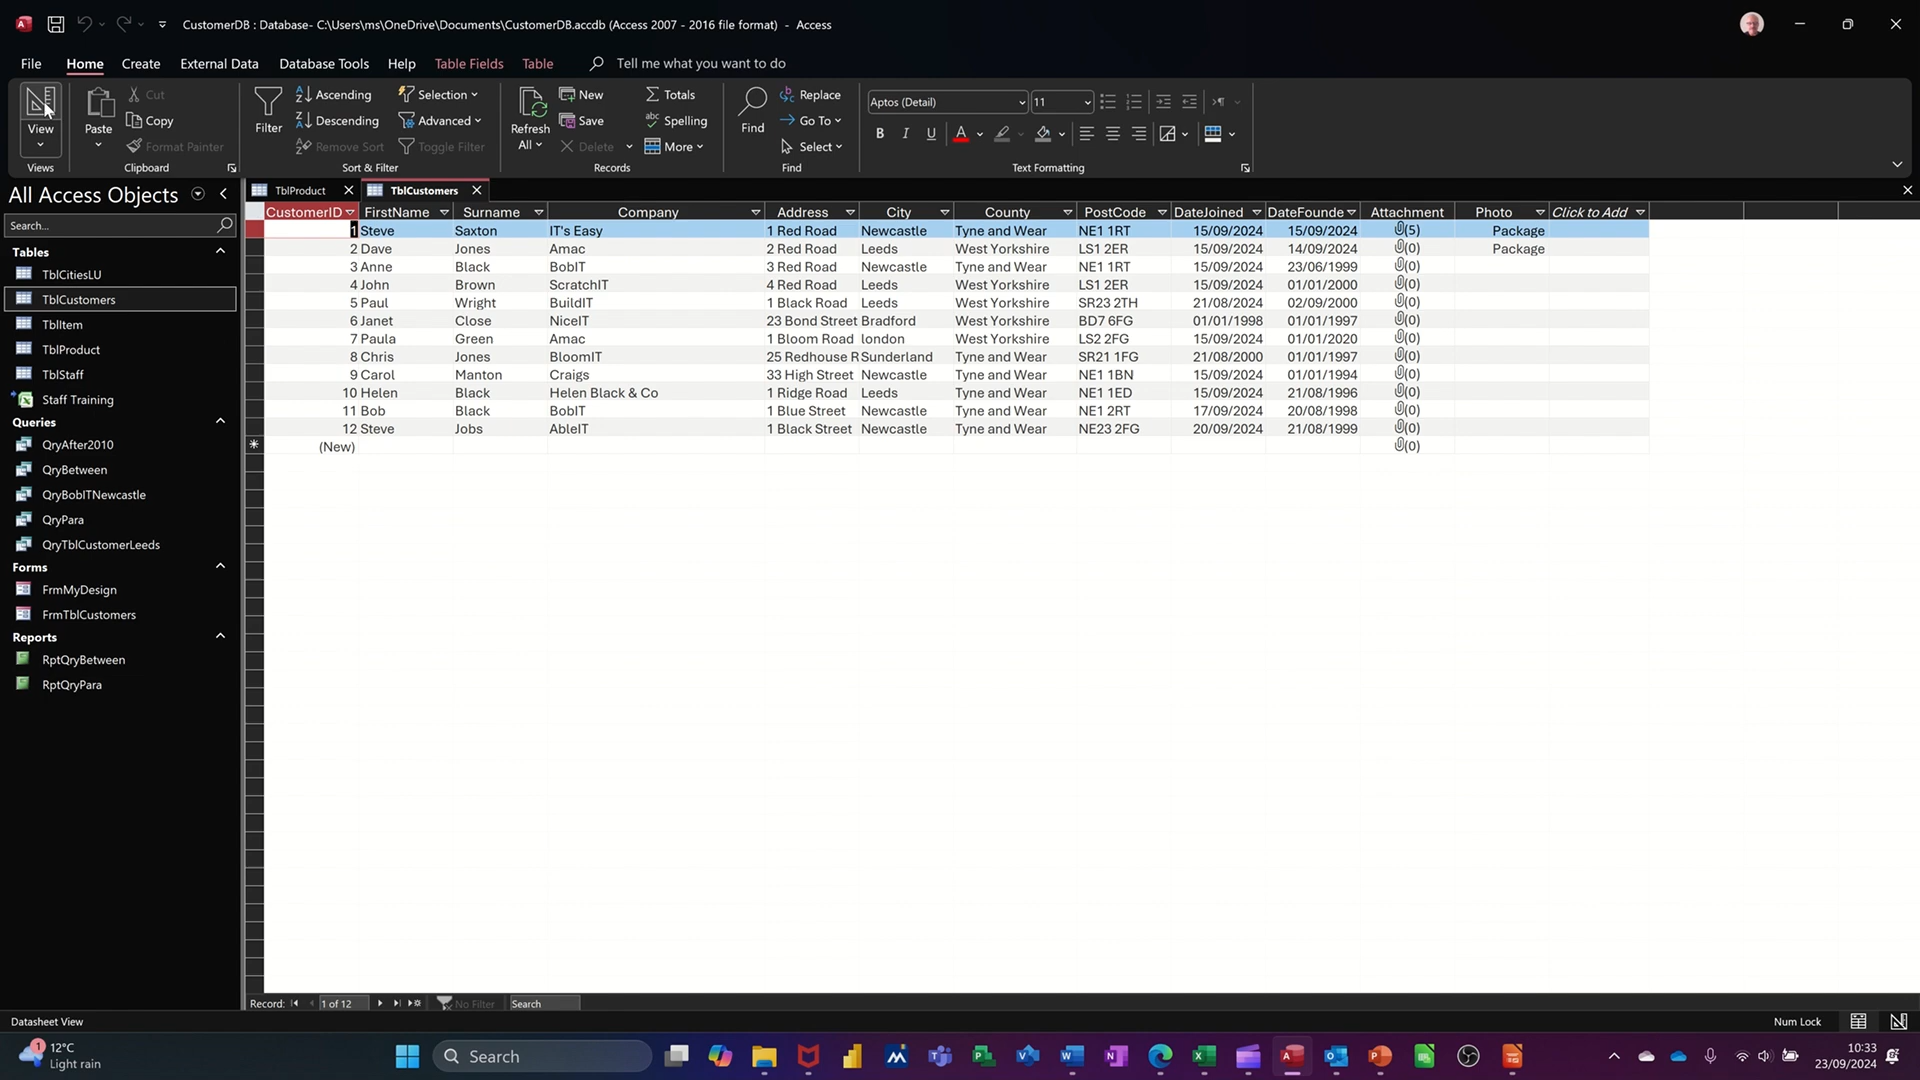 CustomerDB : Database- C:\Users\ms\OneDrive\Documents\CustomerDB.accdb (Access 2007 - 2016 file format) - Access
File Home Create External Data Database Tools Help Table Fields Table Tell me what you want to do
View
Views
Paste
Cut
Copy
Format Painter
Clipboard
Filter
Ascending
Descending
Remove Sort
Selection
Advanced
Toggle Filter
Sort & Filter
Refresh
All
New
Save
Delete
Totals
Spelling
More
Records
Find
Replace
Go To
Select
Find
Aptos (Detail) 11
B I U A
Text Formatting
All Access Objects
Search...
Tables
TblCitiesLU
TblCustomers
TblItem
TblProduct
TblStaff
Staff Training
Queries
QryAfter2010
QryBetween
QryBobITNewcastle
QryPara
QryTblCustomerLeeds
Forms
FrmMyDesign
FrmTblCustomers
Reports
RptQryBetween
RptQryPara
TblProduct TblCustomers
CustomerID FirstName Surname Company Address City County PostCode DateJoined DateFounde Attachment Photo Click to Add
1 Steve Saxton IT's Easy 1 Red Road Newcastle Tyne and Wear NE1 1RT 15/09/2024 15/09/2024 (5) Package
2 Dave Jones Amac 2 Red Road Leeds West Yorkshire LS1 2ER 15/09/2024 14/09/2024 (0) Package
3 Anne Black BobIT 3 Red Road Newcastle Tyne and Wear NE1 1RT 15/09/2024 23/06/1999 (0)
4 John Brown ScratchIT 4 Red Road Leeds West Yorkshire LS1 2ER 15/09/2024 01/01/2000 (0)
5 Paul Wright BuildIT 1 Black Road Leeds West Yorkshire SR23 2TH 21/08/2024 02/09/2000 (0)
6 Janet Close NiceIT 23 Bond Street Bradford West Yorkshire BD7 6FG 01/01/1998 01/01/1997 (0)
7 Paula Green Amac 1 Bloom Road london West Yorkshire LS2 2FG 15/09/2024 01/01/2020 (0)
8 Chris Jones BloomIT 25 Redhouse R Sunderland Tyne and Wear SR21 1FG 21/08/2000 01/01/1997 (0)
9 Carol Manton Craigs 33 High Street Newcastle Tyne and Wear NE1 1BN 15/09/2024 01/01/1994 (0)
10 Helen Black Helen Black & Co 1 Ridge Road Leeds Tyne and Wear NE1 1ED 15/09/2024 21/08/1996 (0)
11 Bob Black BobIT 1 Blue Street Newcastle Tyne and Wear NE1 2RT 17/09/2024 20/08/1998 (0)
12 Steve Jobs AbleIT 1 Black Street Newcastle Tyne and Wear NE23 2FG 20/09/2024 21/08/1999 (0)
* (New) (0)
Record: 1 of 12 No Filter Search
Datasheet View Num Lock
1 12°C
Light rain
Search
10:33
23/09/2024